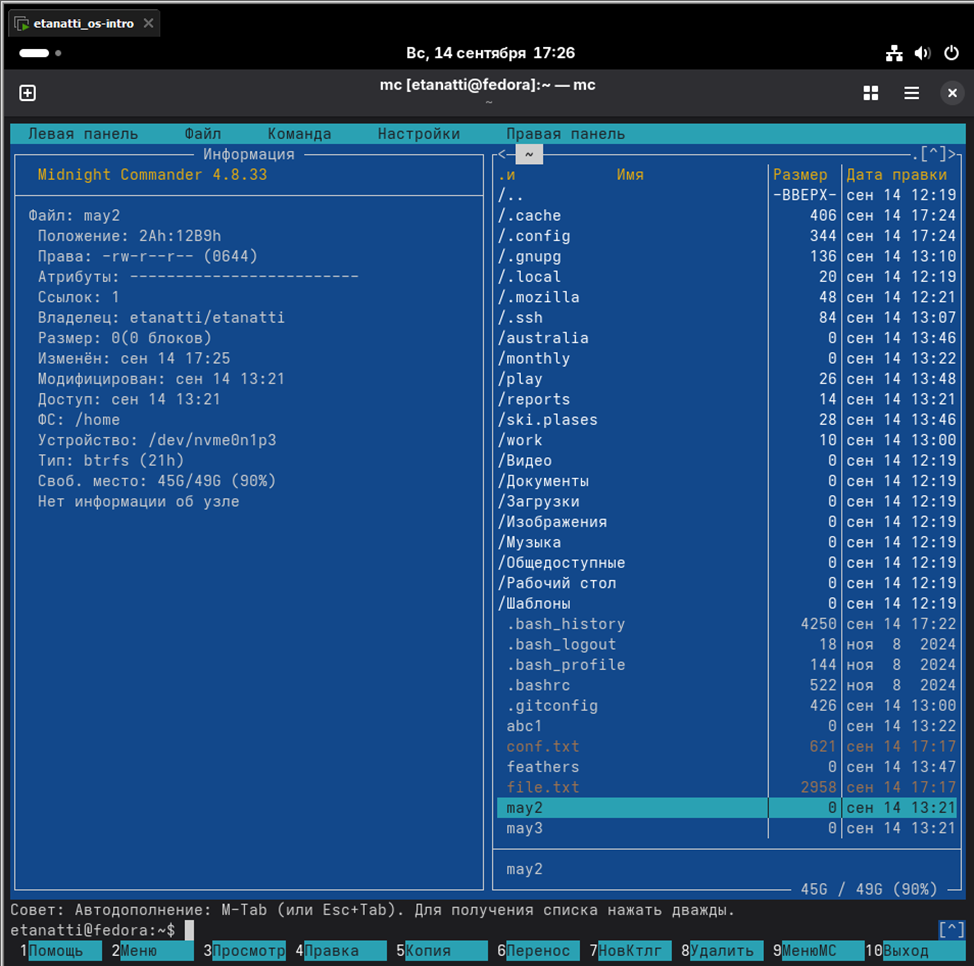 etanatti_os-intro
Вс, 14 сентября 17:26
mc [etanatti@fedora]:~ — mc
~
Левая панель Файл Команда Настройки Правая панель
Информация
Midnight Commander 4.8.33
Файл: may2
Положение: 2Ah:12B9h
Права: -rw-r--r-- (0644)
Атрибуты: -------------------------
Ссылок: 1
Владелец: etanatti/etanatti
Размер: 0(0 блоков)
Изменён: сен 14 17:25
Модифицирован: сен 14 13:21
Доступ: сен 14 13:21
ФС: /home
Устройство: /dev/nvme0n1p3
Тип: btrfs (21h)
Своб. место: 45G/49G (90%)
Нет информации об узле
<— ~ .[^]>
.и Имя Размер Дата правки
/.. -ВВЕРХ- сен 14 12:19
/.cache 406 сен 14 17:24
/.config 344 сен 14 17:24
/.gnupg 136 сен 14 13:10
/.local 20 сен 14 12:19
/.mozilla 48 сен 14 12:21
/.ssh 84 сен 14 13:07
/australia 0 сен 14 13:46
/monthly 0 сен 14 13:22
/play 26 сен 14 13:48
/reports 14 сен 14 13:21
/ski.plases 28 сен 14 13:46
/work 10 сен 14 13:00
/Видео 0 сен 14 12:19
/Документы 0 сен 14 12:19
/Загрузки 0 сен 14 12:19
/Изображения 0 сен 14 12:19
/Музыка 0 сен 14 12:19
/Общедоступные 0 сен 14 12:19
/Рабочий стол 0 сен 14 12:19
/Шаблоны 0 сен 14 12:19
.bash_history 4250 сен 14 17:22
.bash_logout 18 ноя 8 2024
.bash_profile 144 ноя 8 2024
.bashrc 522 ноя 8 2024
.gitconfig 426 сен 14 13:00
abc1 0 сен 14 13:22
conf.txt 621 сен 14 17:17
feathers 0 сен 14 13:47
file.txt 2958 сен 14 17:17
may2 0 сен 14 13:21
may3 0 сен 14 13:21
may2
45G / 49G (90%)
Совет: Автодополнение: M-Tab (или Esc+Tab). Для получения списка нажать дважды.
etanatti@fedora:~$ [^]
1Помощь 2Меню 3Просмотр 4Правка 5Копия 6Перенос 7НовКтлг 8Удалить 9МенюМС 10Выход